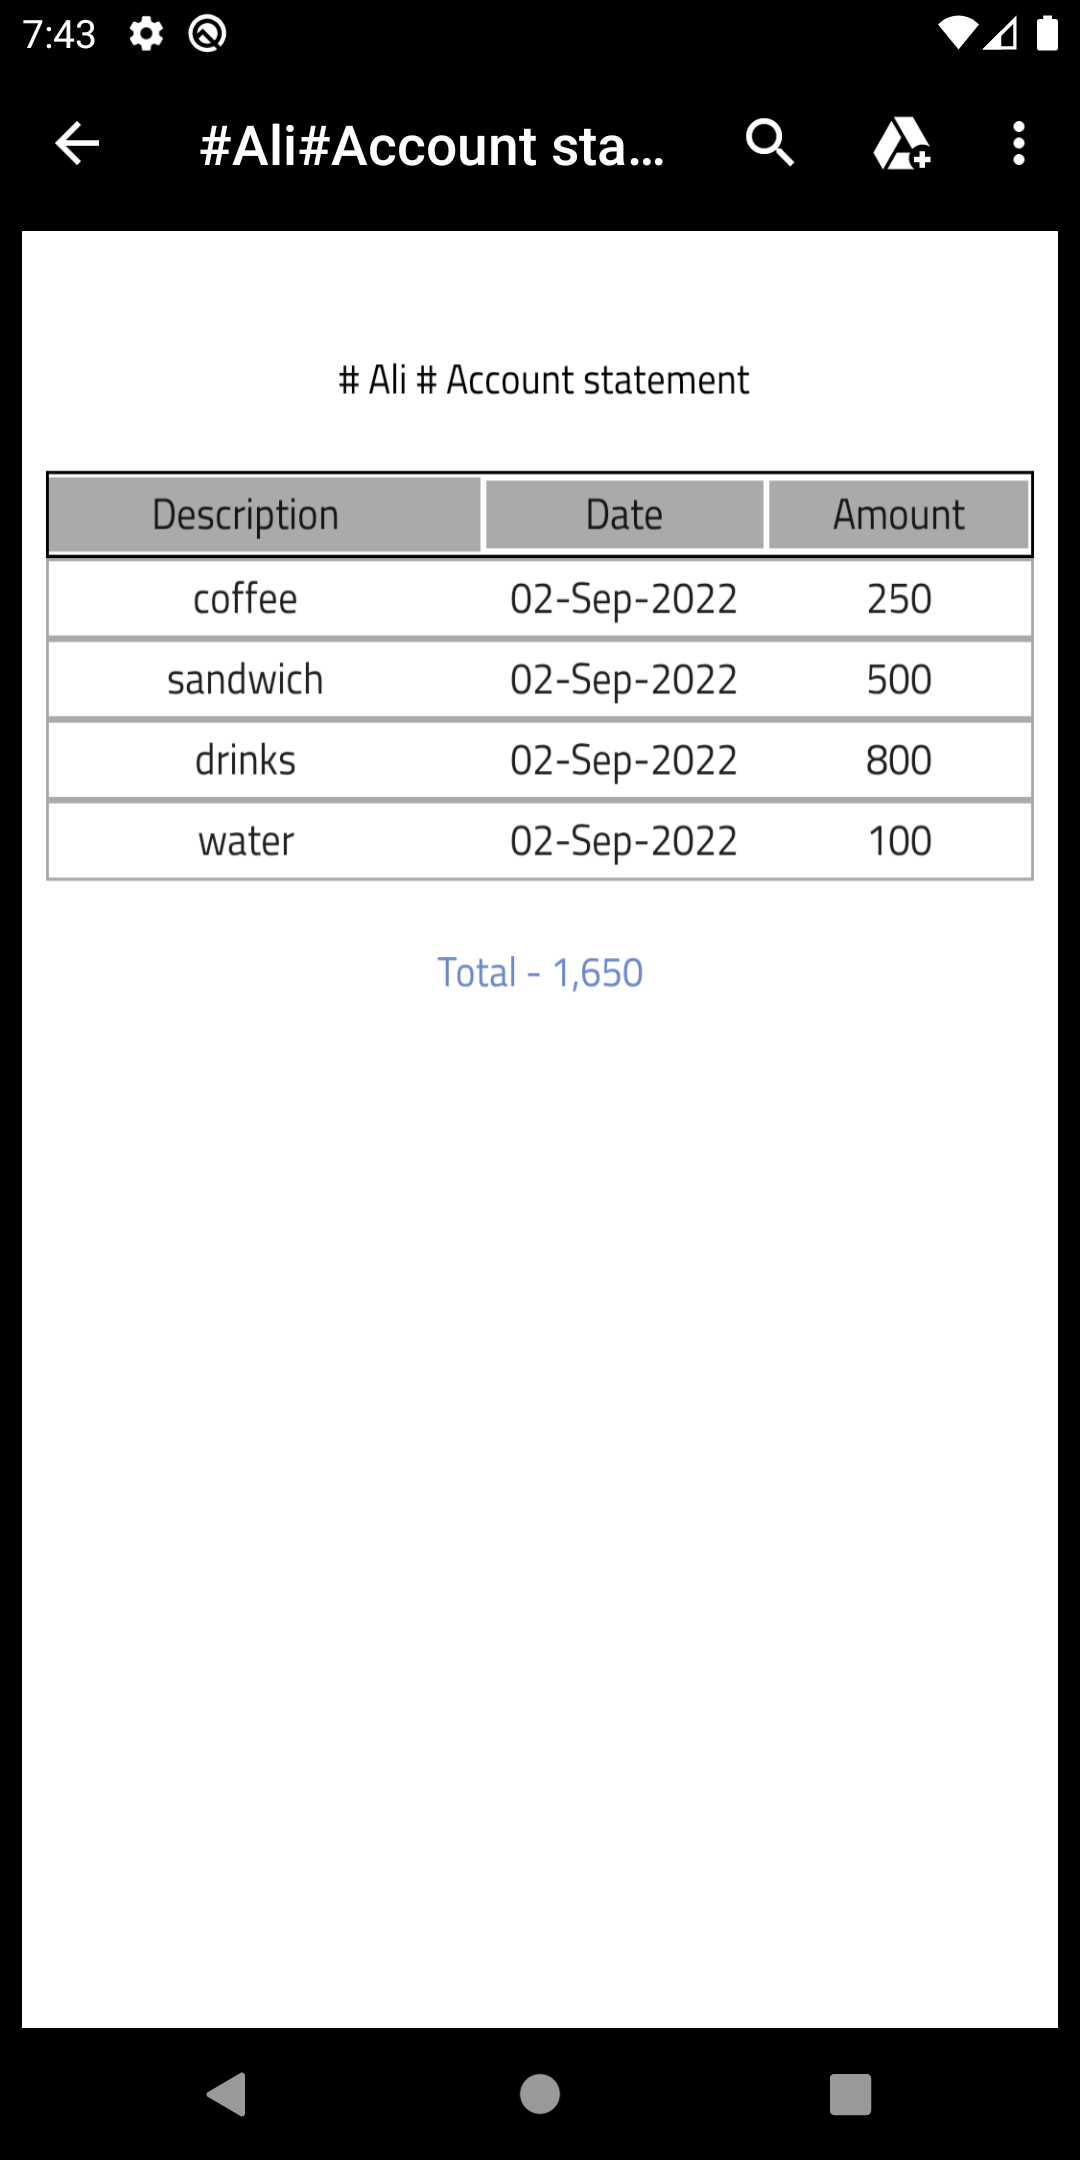 7:43
#Ali#Account sta...
# Ali # Account statement
Description Date Amount
coffee 02-Sep-2022 250
sandwich 02-Sep-2022 500
drinks 02-Sep-2022 800
water 02-Sep-2022 100
Total - 1,650